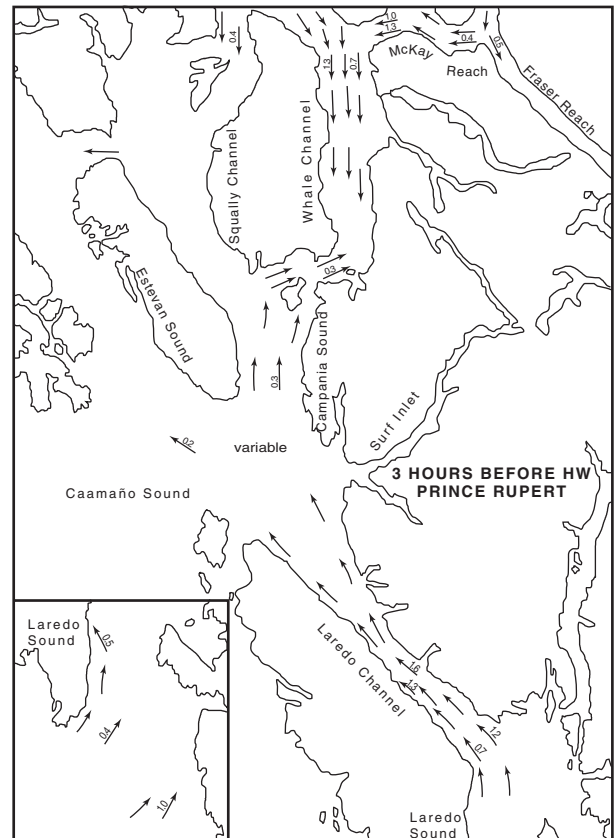 1.0
1.3
0.4
0.4
0.5
McKay
Reach
Fraser Reach
1.3
0.7
Squally Channel
Whale Channel
Estevan Sound
0.3
Campania Sound
0.3
Surf Inlet
0.2
variable
Caamaño Sound
3 HOURS BEFORE HW
PRINCE RUPERT
Laredo
Sound
0.5
0.4
1.0
Laredo Channel
1.6
1.3
1.2
0.7
Laredo
Sound